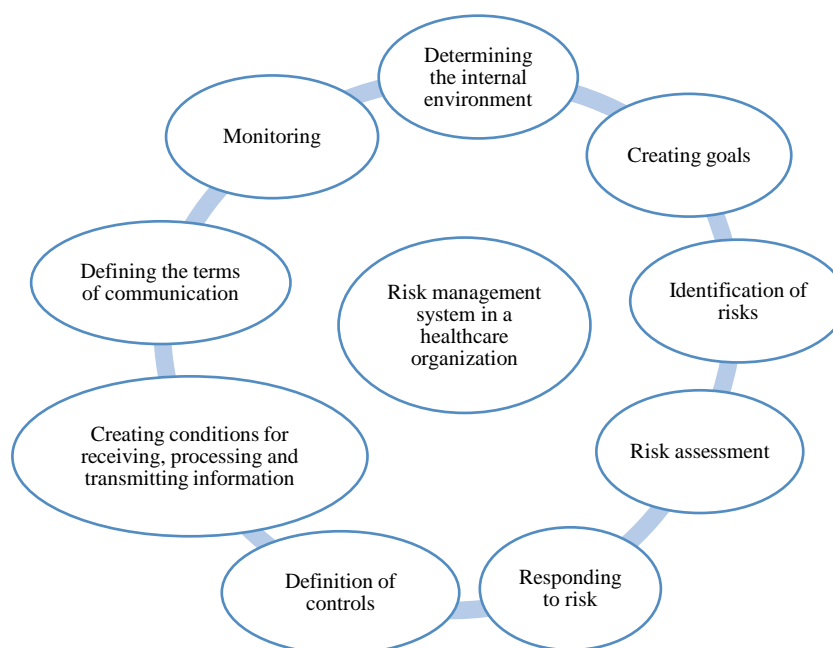 Determining
the internal
environment
Creating goals
Identification of
risks
Risk assessment
Responding
to risk
Definition of
controls
Creating conditions for
receiving, processing and
transmitting information
Defining the terms
of communication
Monitoring
Risk management
system in a
healthcare
organization